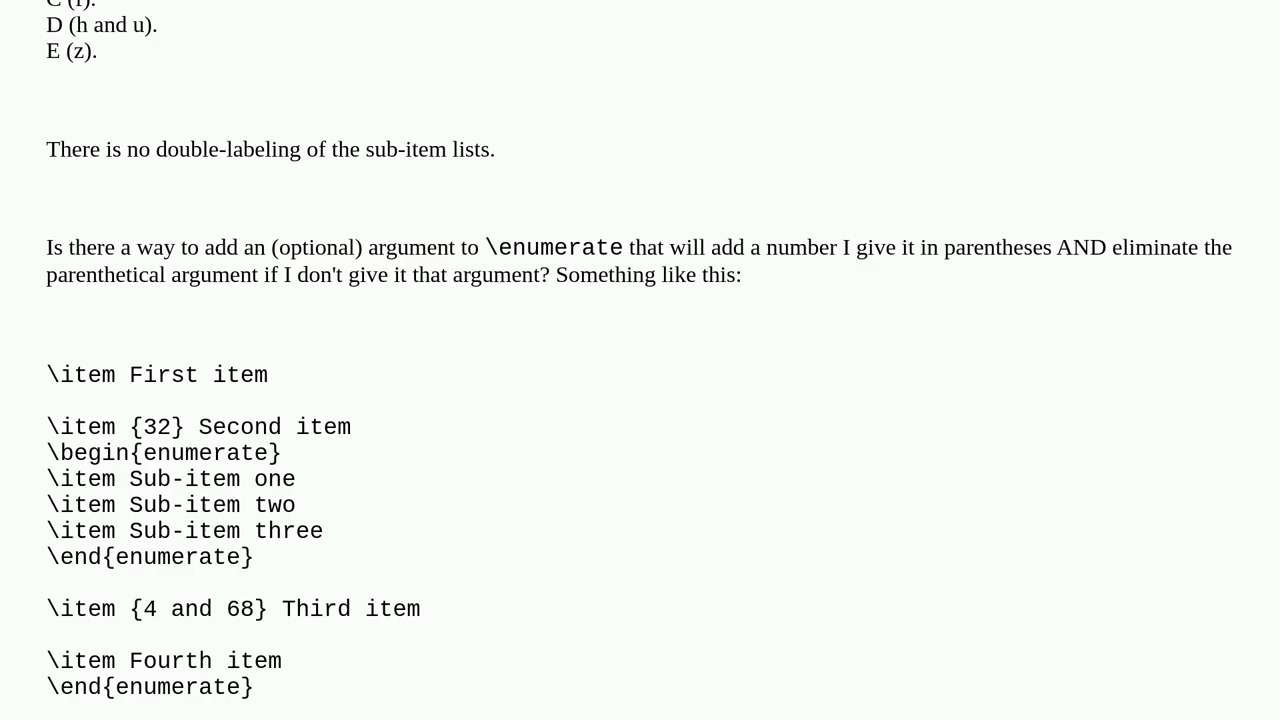 C (f).
D (h and u).
E (z).
There is no double-labeling of the sub-item lists.
Is there a way to add an (optional) argument to \enumerate that will add a number I give it in parentheses AND eliminate the
parenthetical argument if I don't give it that argument? Something like this:
\item First item
\item {32} Second item
\begin{enumerate}
\item Sub-item one
\item Sub-item two
\item Sub-item three
\end{enumerate}
\item {4 and 68} Third item
\item Fourth item
\end{enumerate}